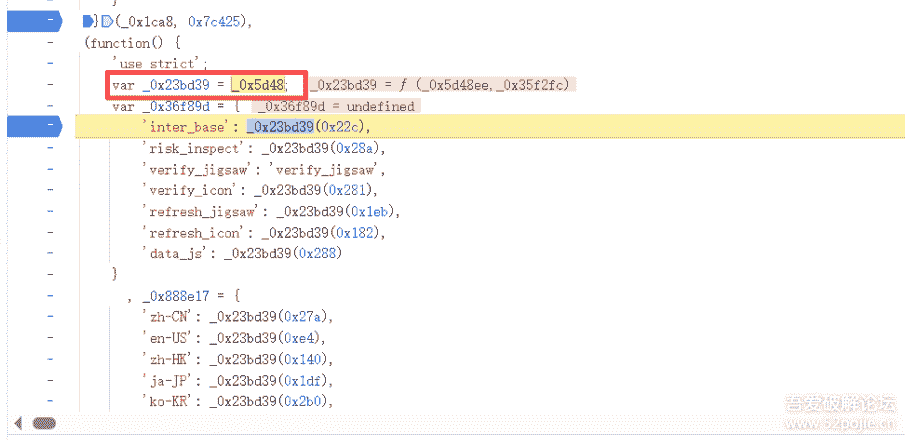 }
}(_0x1ca8, 0x7c425),
(function() {
'use strict';
var _0x23bd39 = _0x5d48; _0x23bd39 = f (_0x5d48ee,_0x35f2fc)
var _0x36f89d = { _0x36f89d = undefined
'inter_base': _0x23bd39(0x22c),
'risk_inspect': _0x23bd39(0x28a),
'verify_jigsaw': 'verify_jigsaw',
'verify_icon': _0x23bd39(0x281),
'refresh_jigsaw': _0x23bd39(0x1eb),
'refresh_icon': _0x23bd39(0x182),
'data_js': _0x23bd39(0x288)
}
, _0x888e17 = {
'zh-CN': _0x23bd39(0x27a),
'en-US': _0x23bd39(0xe4),
'zh-HK': _0x23bd39(0x140),
'ja-JP': _0x23bd39(0x1df),
'ko-KR': _0x23bd39(0x2b0),
吾爱破解论坛
www.52pojie.cn